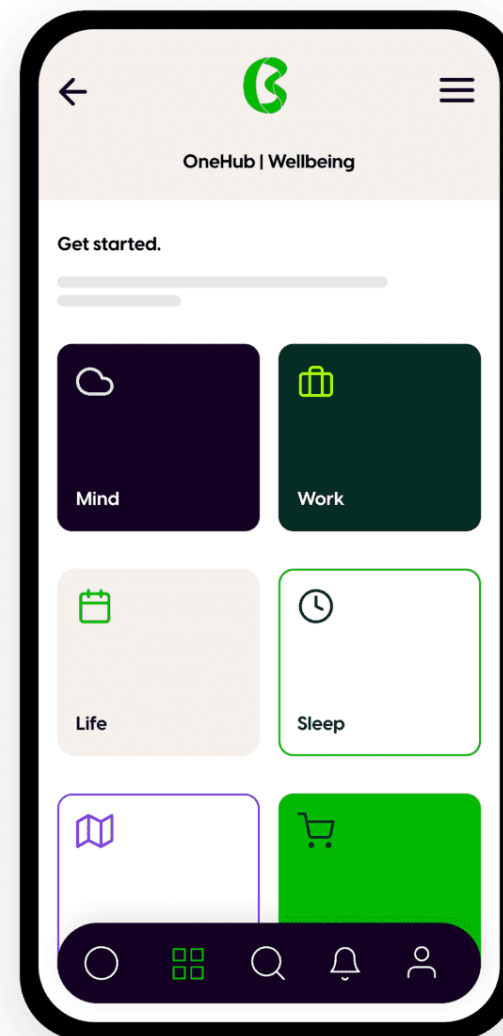 OneHub | Wellbeing
Get started.
Mind
Work
Life
Sleep